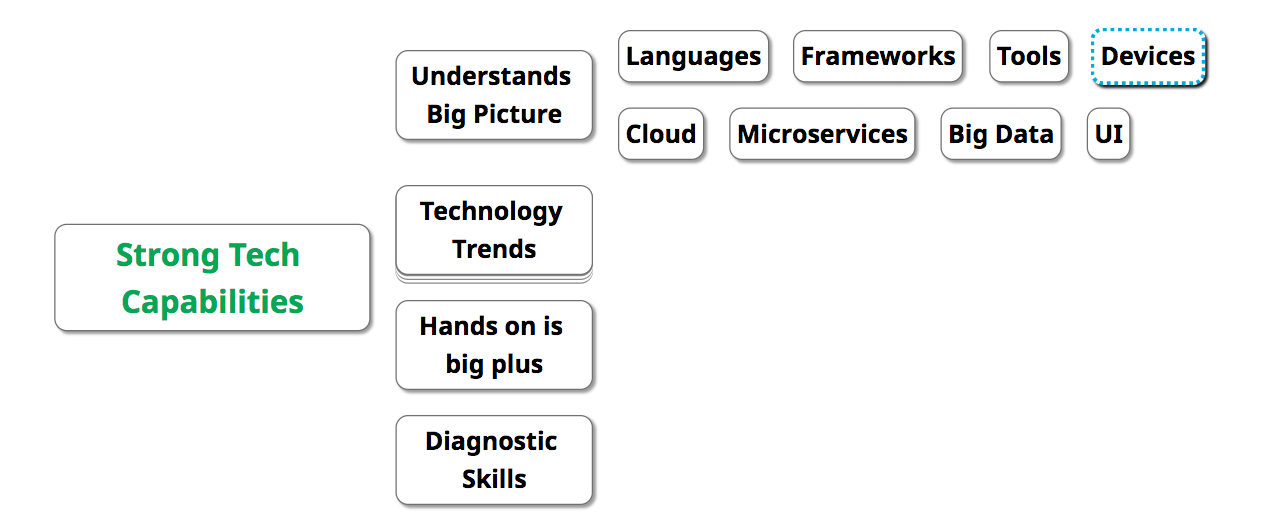 Strong Tech
Capabilities
Understands
Big Picture
Languages
Frameworks
Tools
Devices
Cloud
Microservices
Big Data
UI
Technology
Trends
Hands on is
big plus
Diagnostic
Skills